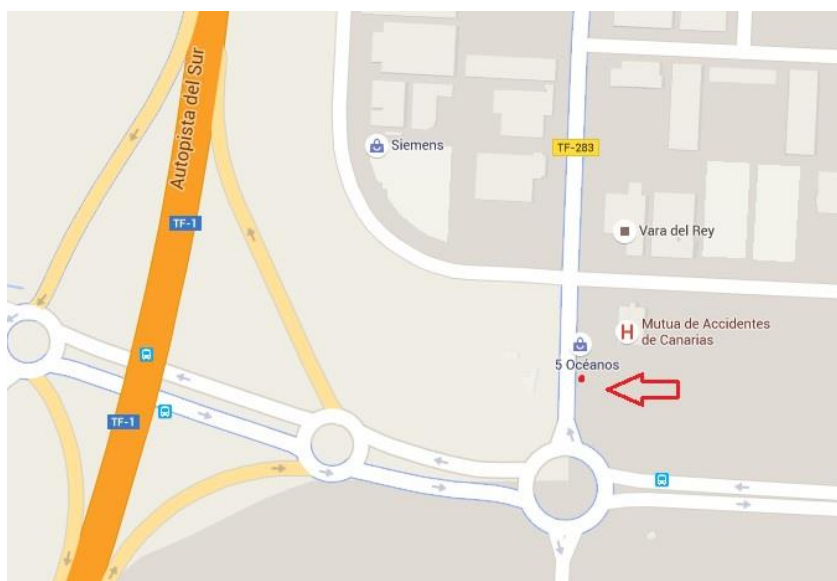 Autopista del Sur
Siemens
TF-283
TF-1
Vara del Rey
Mutua de Accidentes
de Canarias
5 Océanos
TF-1